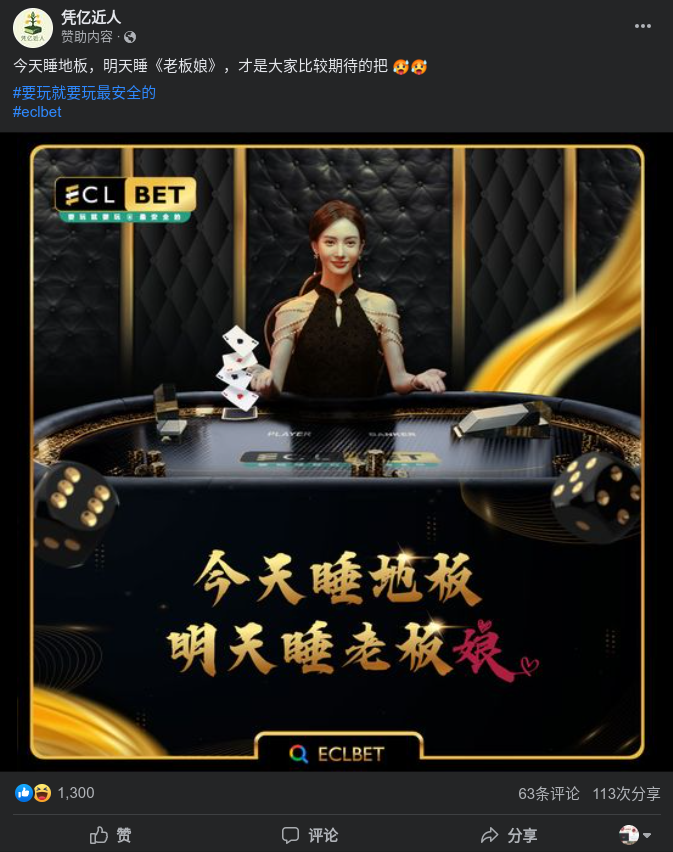 凭亿近人
赞助内容 ·
今天睡地板，明天睡《老板娘》，才是大家比较期待的把 🥵🥵
#要玩就要玩最安全的
#eclbet
ECL BET
要玩就要玩 最安全的
PLAYER BANKER
ECL BET
今天睡地板
明天睡老板娘
ECLBET
1,300 63条评论 113次分享
赞 评论 分享